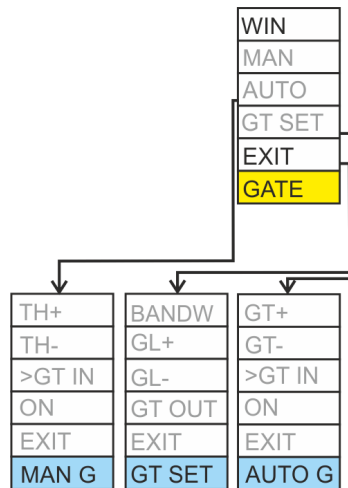 WIN
MAN
AUTO
GT SET
EXIT
GATE
TH+
TH-
>GT IN
ON
EXIT
MAN G
BANDW
GL+
GL-
GT OUT
EXIT
GT SET
GT+
GT-
>GT IN
ON
EXIT
AUTO G